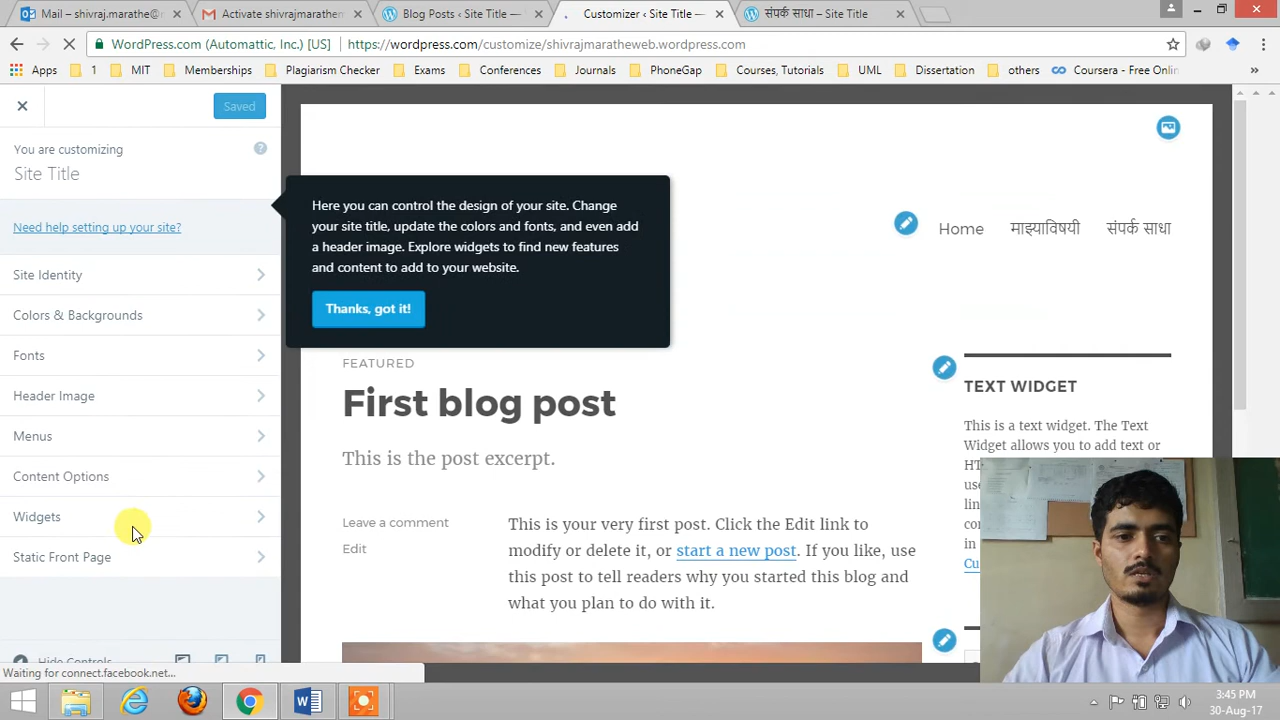 Mail – shivraj.marathe@m
Activate shivrajmarathem
Blog Posts ‹ Site Title —
Customizer ‹ Site Title —
संपर्क साधा – Site Title
WordPress.com (Automattic, Inc.) [US]
https://wordpress.com/customize/shivrajmaratheweb.wordpress.com
Apps
1
MIT
Memberships
Plagiarism Checker
Exams
Conferences
Journals
PhoneGap
Courses, Tutorials
UML
Dissertation
others
Coursera - Free Onlin
Saved
You are customizing
Site Title
Need help setting up your site?
Site Identity
Colors & Backgrounds
Fonts
Header Image
Menus
Content Options
Widgets
Static Front Page
Hide Controls
Waiting for connect.facebook.net...
Here you can control the design of your site. Change
your site title, update the colors and fonts, and even add
a header image. Explore widgets to find new features
and content to add to your website.
Thanks, got it!
Home
माझ्याविषयी
संपर्क साधा
FEATURED
First blog post
This is the post excerpt.
Leave a comment
Edit
This is your very first post. Click the Edit link to
modify or delete it, or start a new post. If you like, use
this post to tell readers why you started this blog and
what you plan to do with it.
TEXT WIDGET
This is a text widget. The Text
Widget allows you to add text or
3:45 PM
30-Aug-17